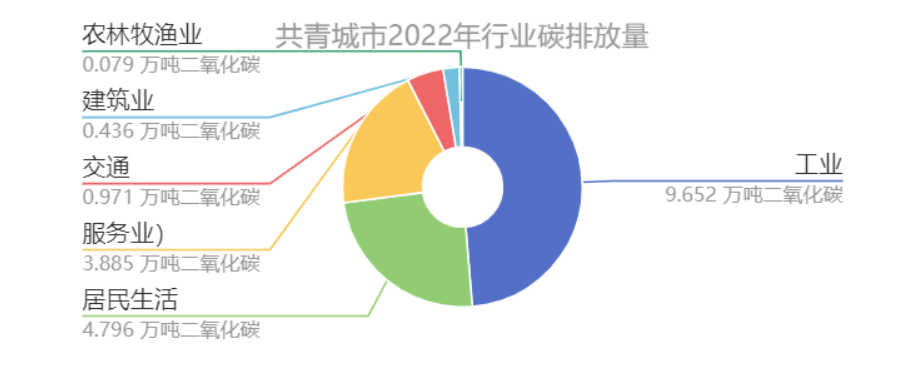 共青城市2022年行业碳排放量
农林牧渔业
0.079 万吨二氧化碳
建筑业
0.436 万吨二氧化碳
交通
0.971 万吨二氧化碳
服务业)
3.885 万吨二氧化碳
居民生活
4.796 万吨二氧化碳
工业
9.652 万吨二氧化碳